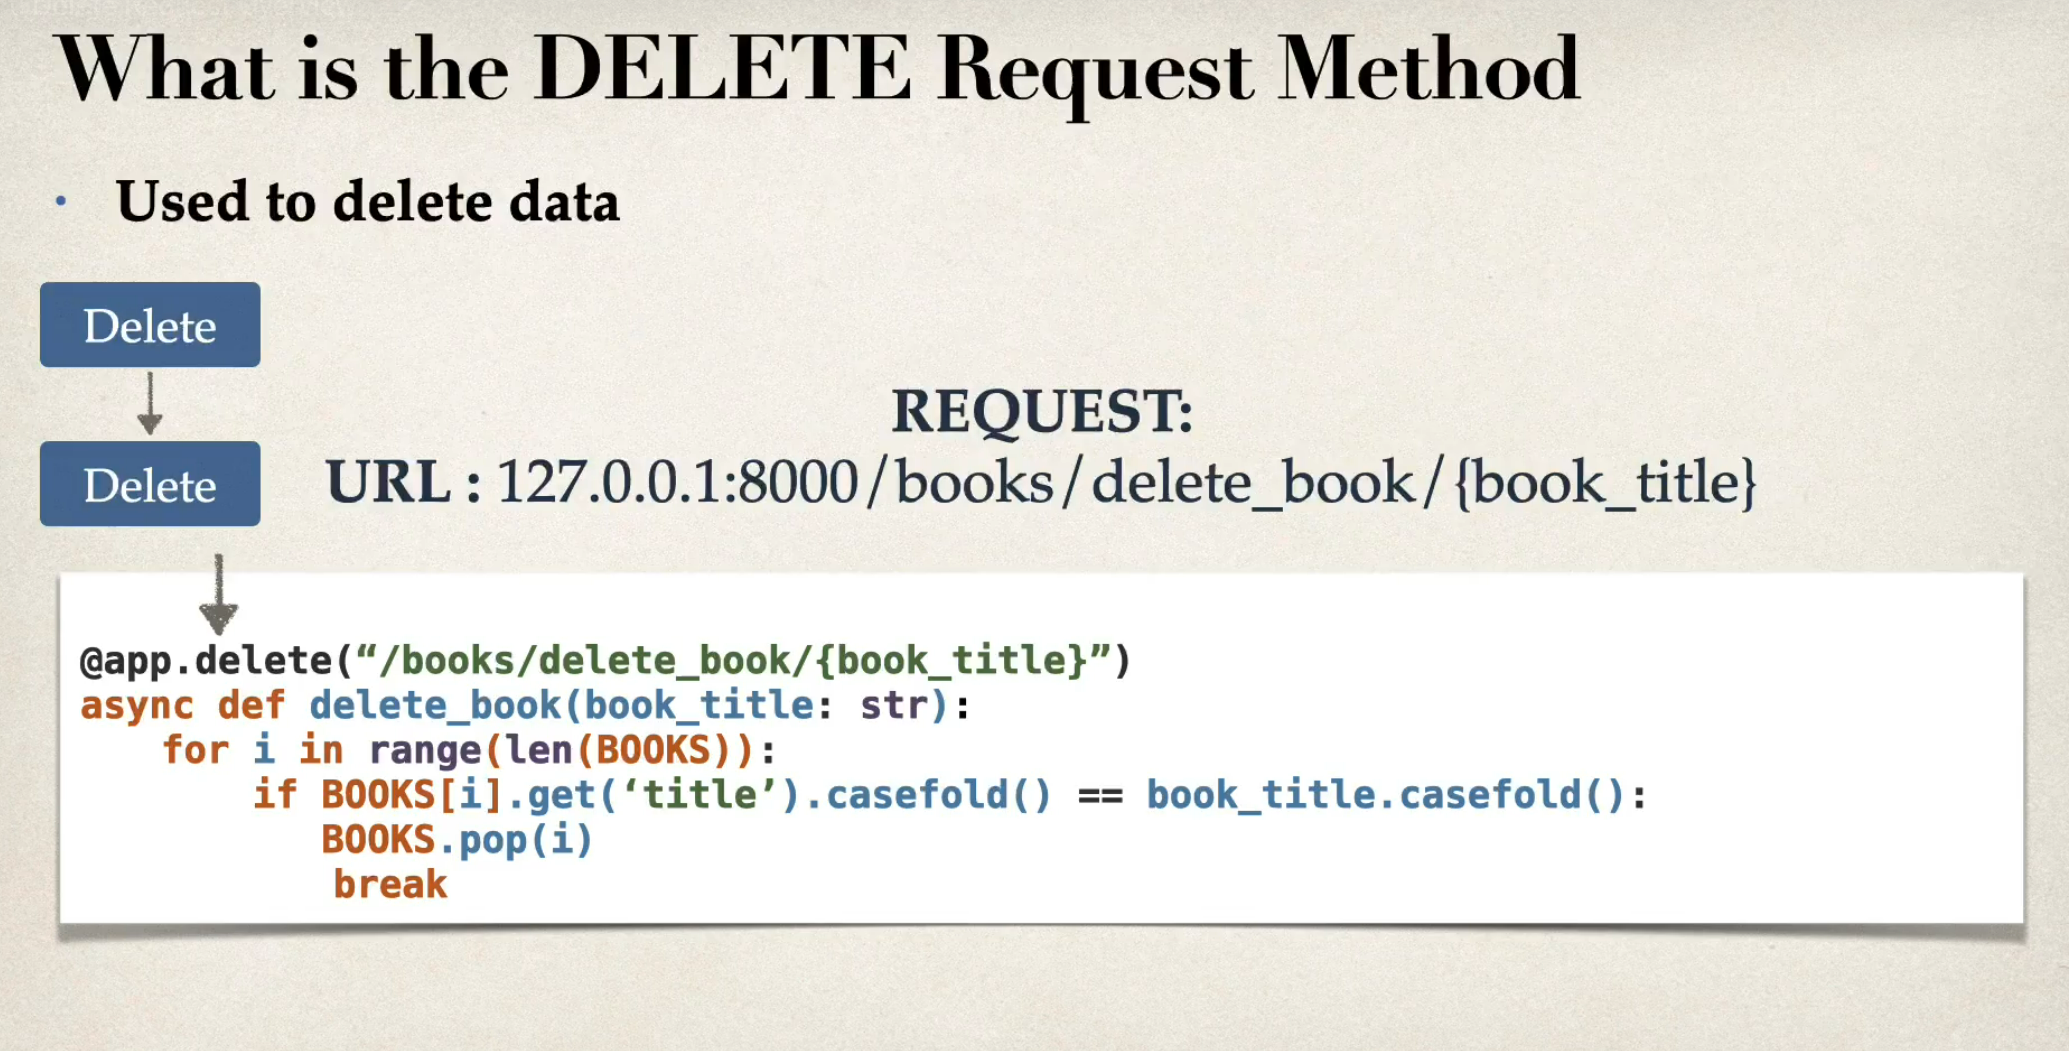 What is the DELETE Request Method
• Used to delete data
Delete
Delete
REQUEST:
URL : 127.0.0.1:8000/books/delete_book/{book_title}
@app.delete(“/books/delete_book/{book_title}”)
async def delete_book(book_title: str):
    for i in range(len(BOOKS)):
        if BOOKS[i].get(‘title’).casefold() == book_title.casefold():
           BOOKS.pop(i)
           break